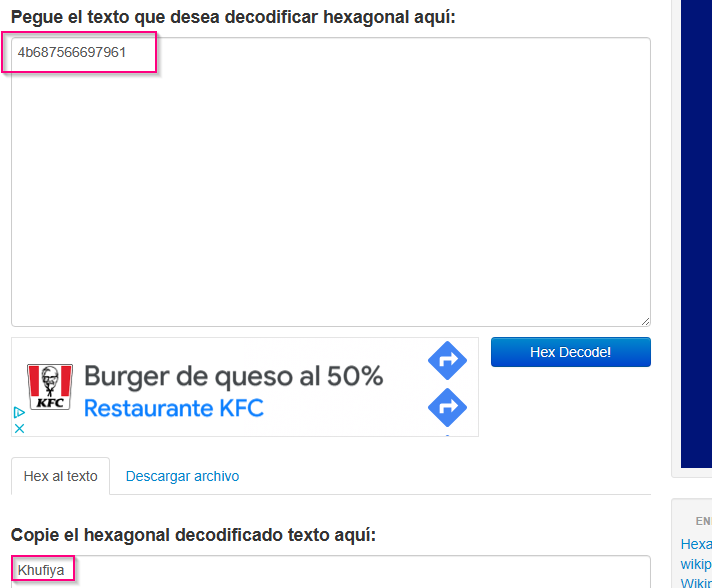 Pegue el texto que desea decodificar hexagonal aquí:
4b687566697961
Burger de queso al 50%
Restaurante KFC
KFC
Hex Decode!
Hex al texto
Descargar archivo
Copie el hexagonal decodificado texto aquí:
Khufiya
EN
Hexa
wikip
Wikip